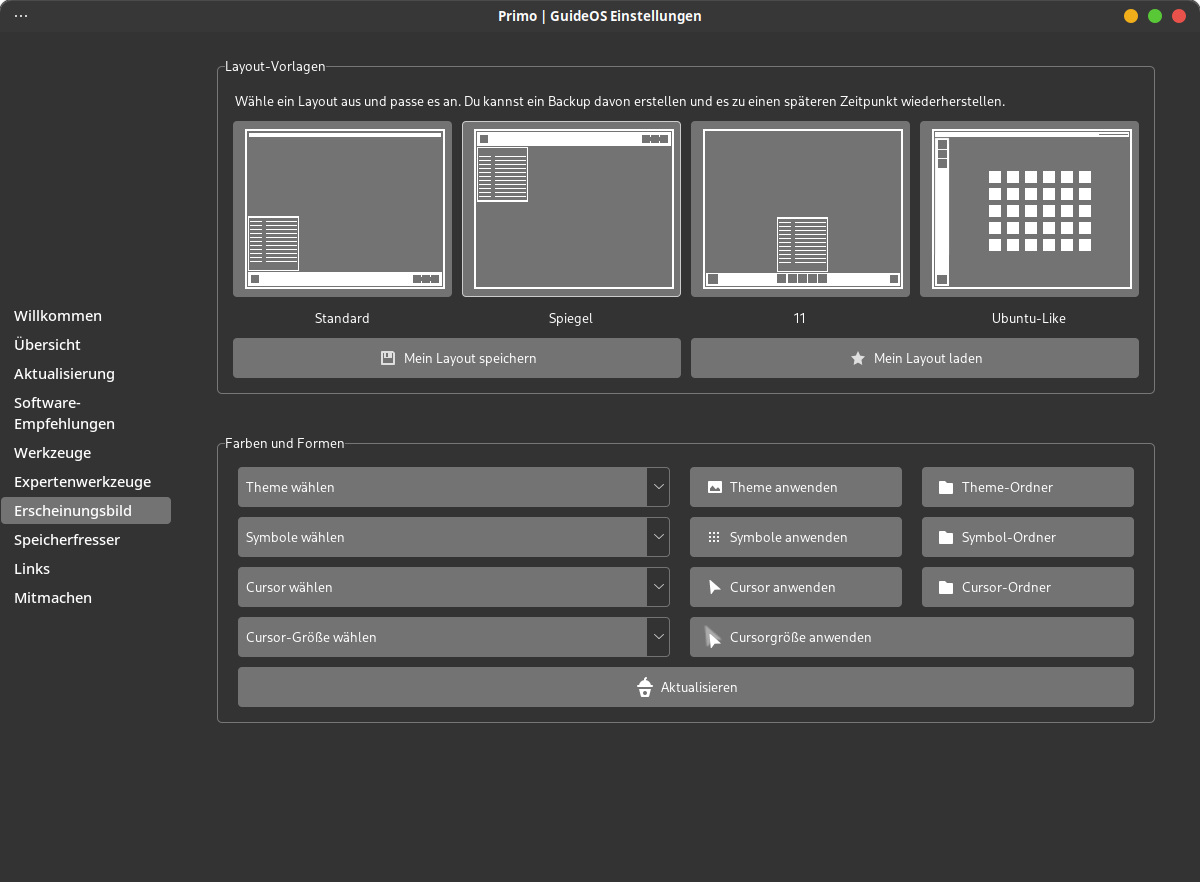 Primo | GuideOS Einstellungen
Willkommen
Übersicht
Aktualisierung
Software-
Empfehlungen
Werkzeuge
Expertenwerkzeuge
Erscheinungsbild
Speicherfresser
Links
Mitmachen
Layout-Vorlagen
Wähle ein Layout aus und passe es an. Du kannst ein Backup davon erstellen und es zu einen späteren Zeitpunkt wiederherstellen.
Standard
Spiegel
11
Ubuntu-Like
Mein Layout speichern
Mein Layout laden
Farben und Formen
Theme wählen
Theme anwenden
Theme-Ordner
Symbole wählen
Symbole anwenden
Symbol-Ordner
Cursor wählen
Cursor anwenden
Cursor-Ordner
Cursor-Größe wählen
Cursorgröße anwenden
Aktualisieren